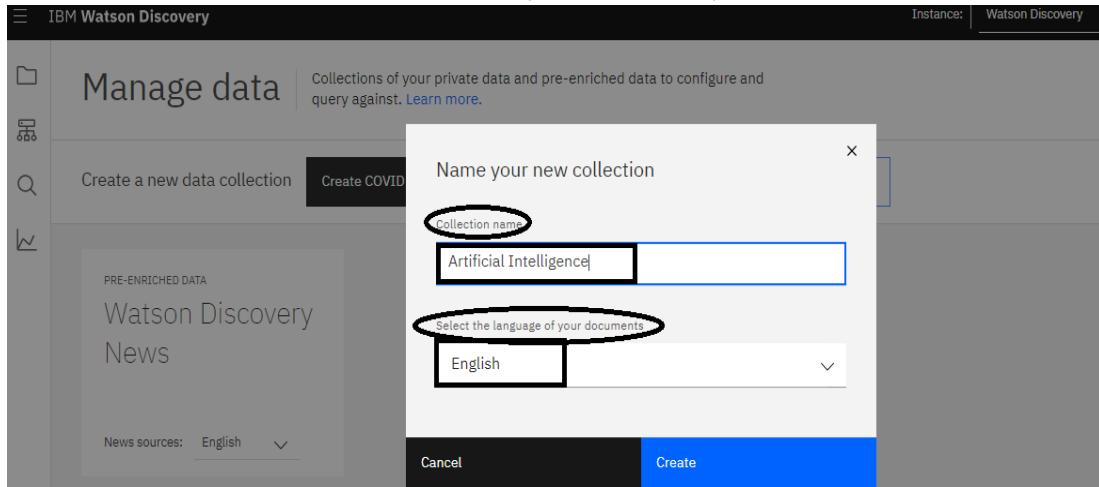 IBM Watson Discovery
Instance:
Watson Discovery
Manage data
Collections of your private data and pre-enriched data to configure and
query against. Learn more.
Create a new data collection
Create COVID
Name your new collection
Collection name
Artificial Intelligence
Select the language of your documents
English
Cancel
Create
PRE-ENRICHED DATA
Watson Discovery
News
News sources: English